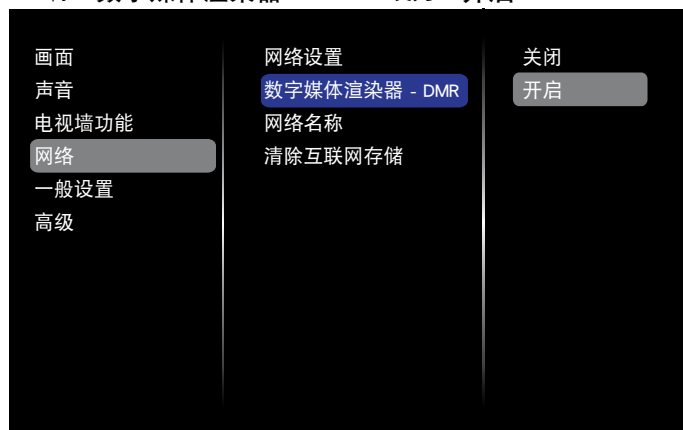 画面
声音
电视墙功能
网络
一般设置
高级
网络设置
数字媒体渲染器 - DMR
网络名称
清除互联网存储
关闭
开启